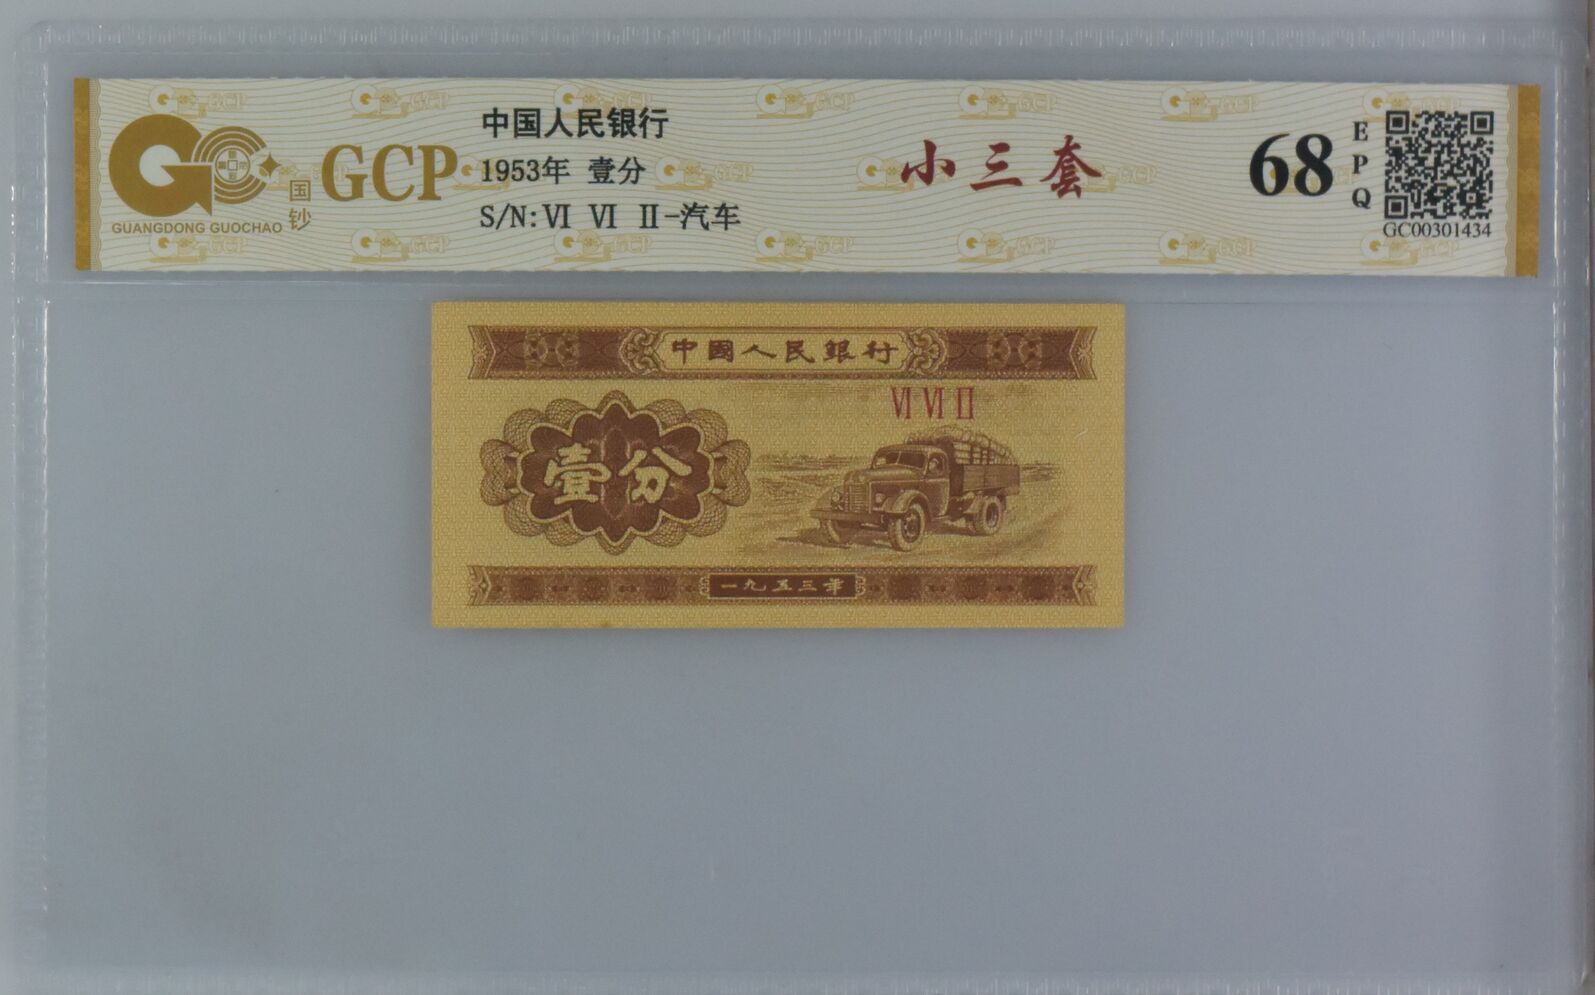 中国人民银行
GCP
1953年 壹分
小三套
68
EPQ
GUANGDONG GUOCHAO
国钞
S/N:Ⅵ Ⅵ Ⅱ-汽车
GC00301434
中國人民銀行
Ⅵ Ⅵ Ⅱ
壹分
一九五三年